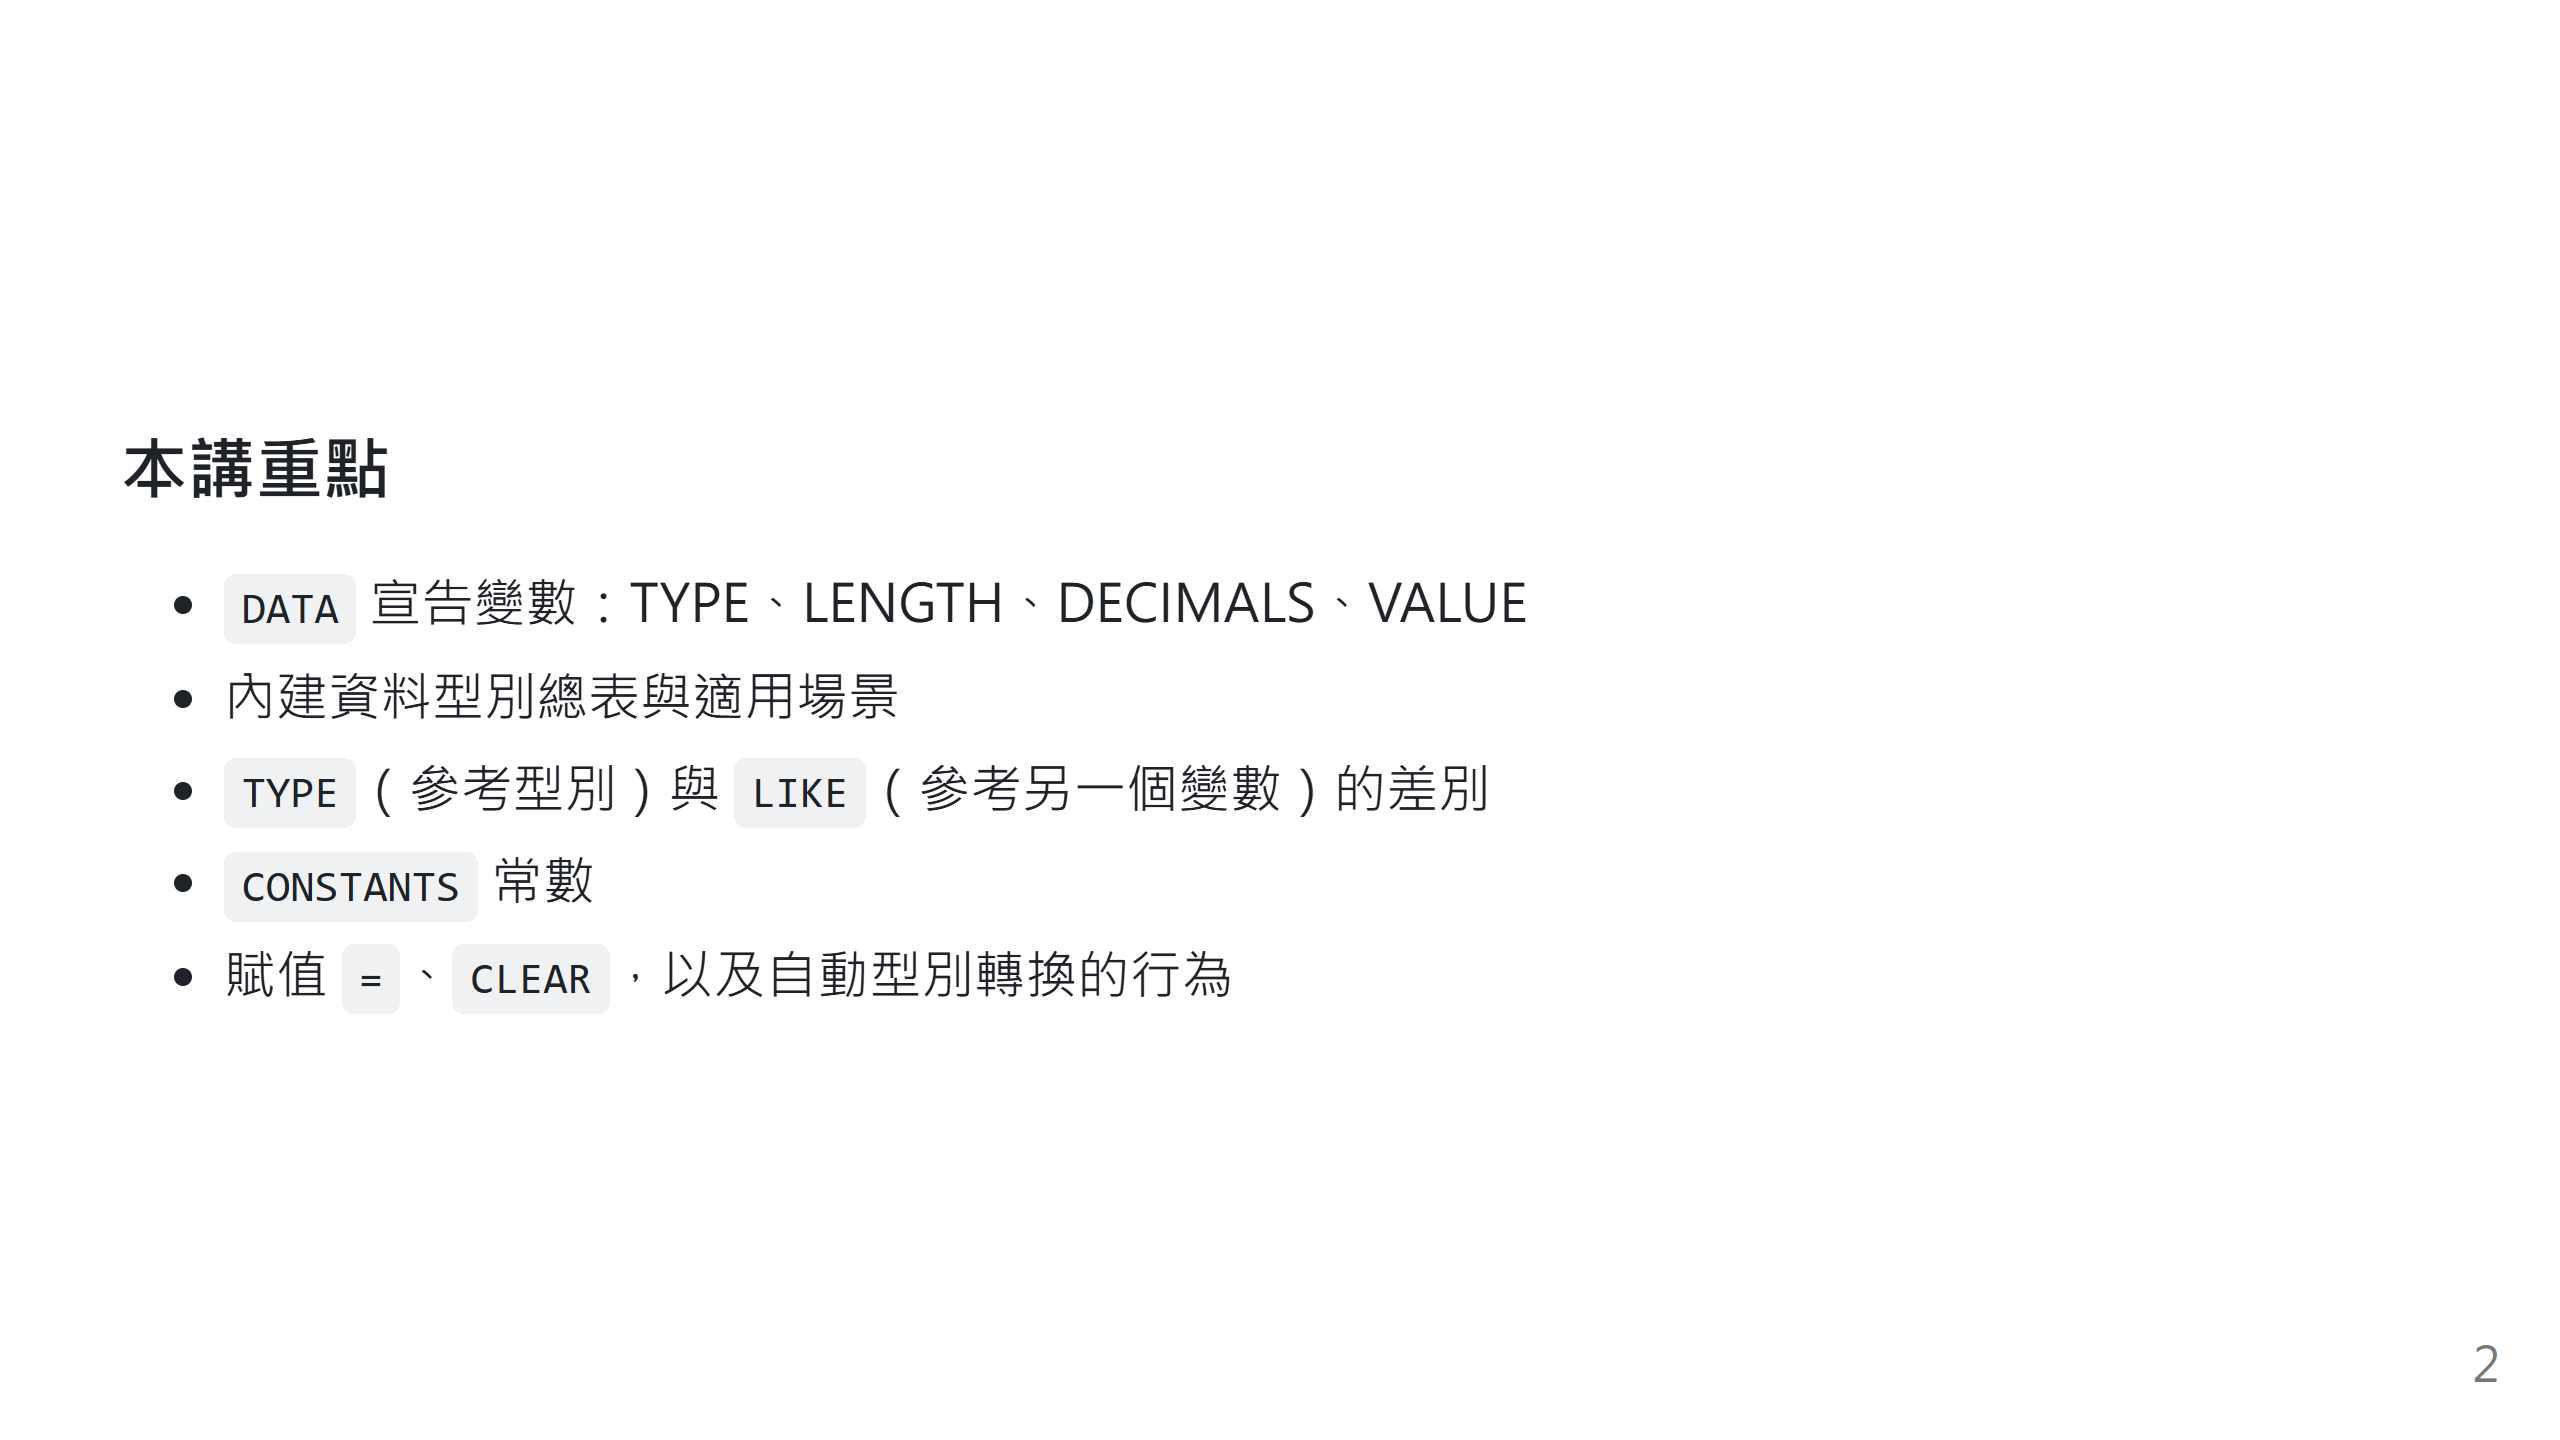 本講重點
• DATA 宣告變數：TYPE、LENGTH、DECIMALS、VALUE
• 內建資料型別總表與適用場景
• TYPE（參考型別）與 LIKE（參考另一個變數）的差別
• CONSTANTS 常數
• 賦值 =、CLEAR，以及自動型別轉換的行為
2